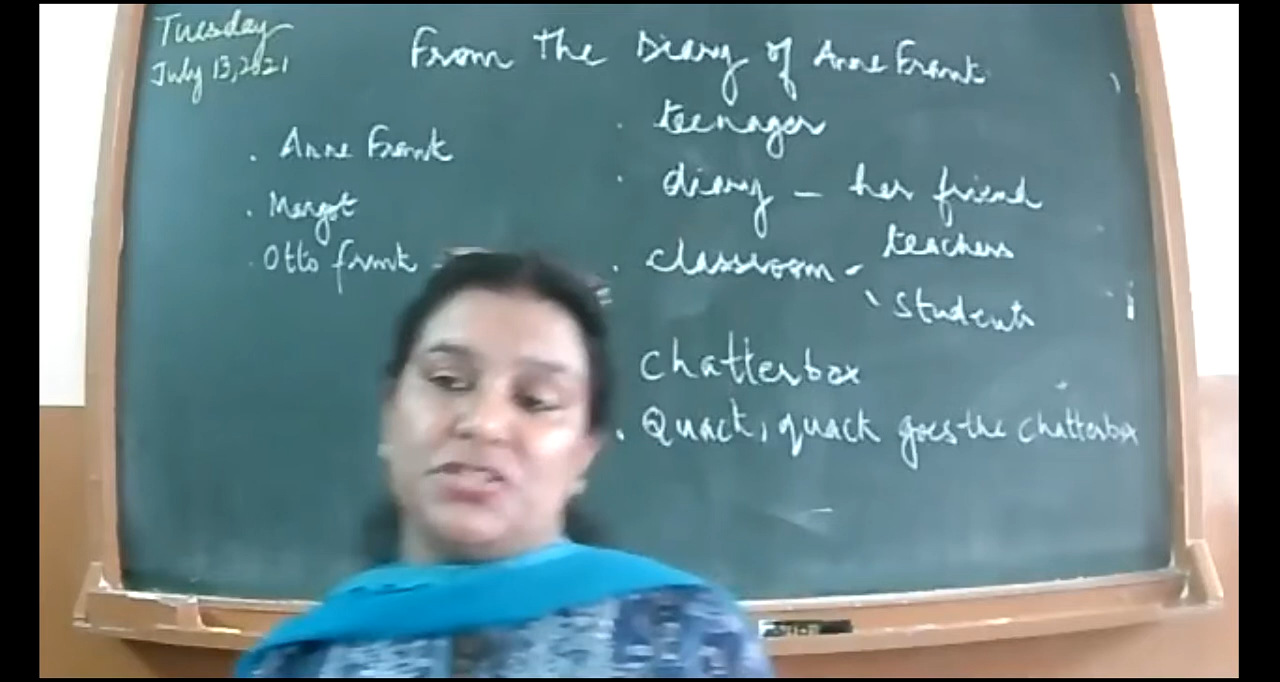 Tuesday
July 13, 2021
From The Diary of Anne Frank
. Anne Frank
. Margot
. Otto frank -
. teenager
. diary - her friend
. classroom - teachers
students
chatterbox
. Quack, quack goes the chatterbox